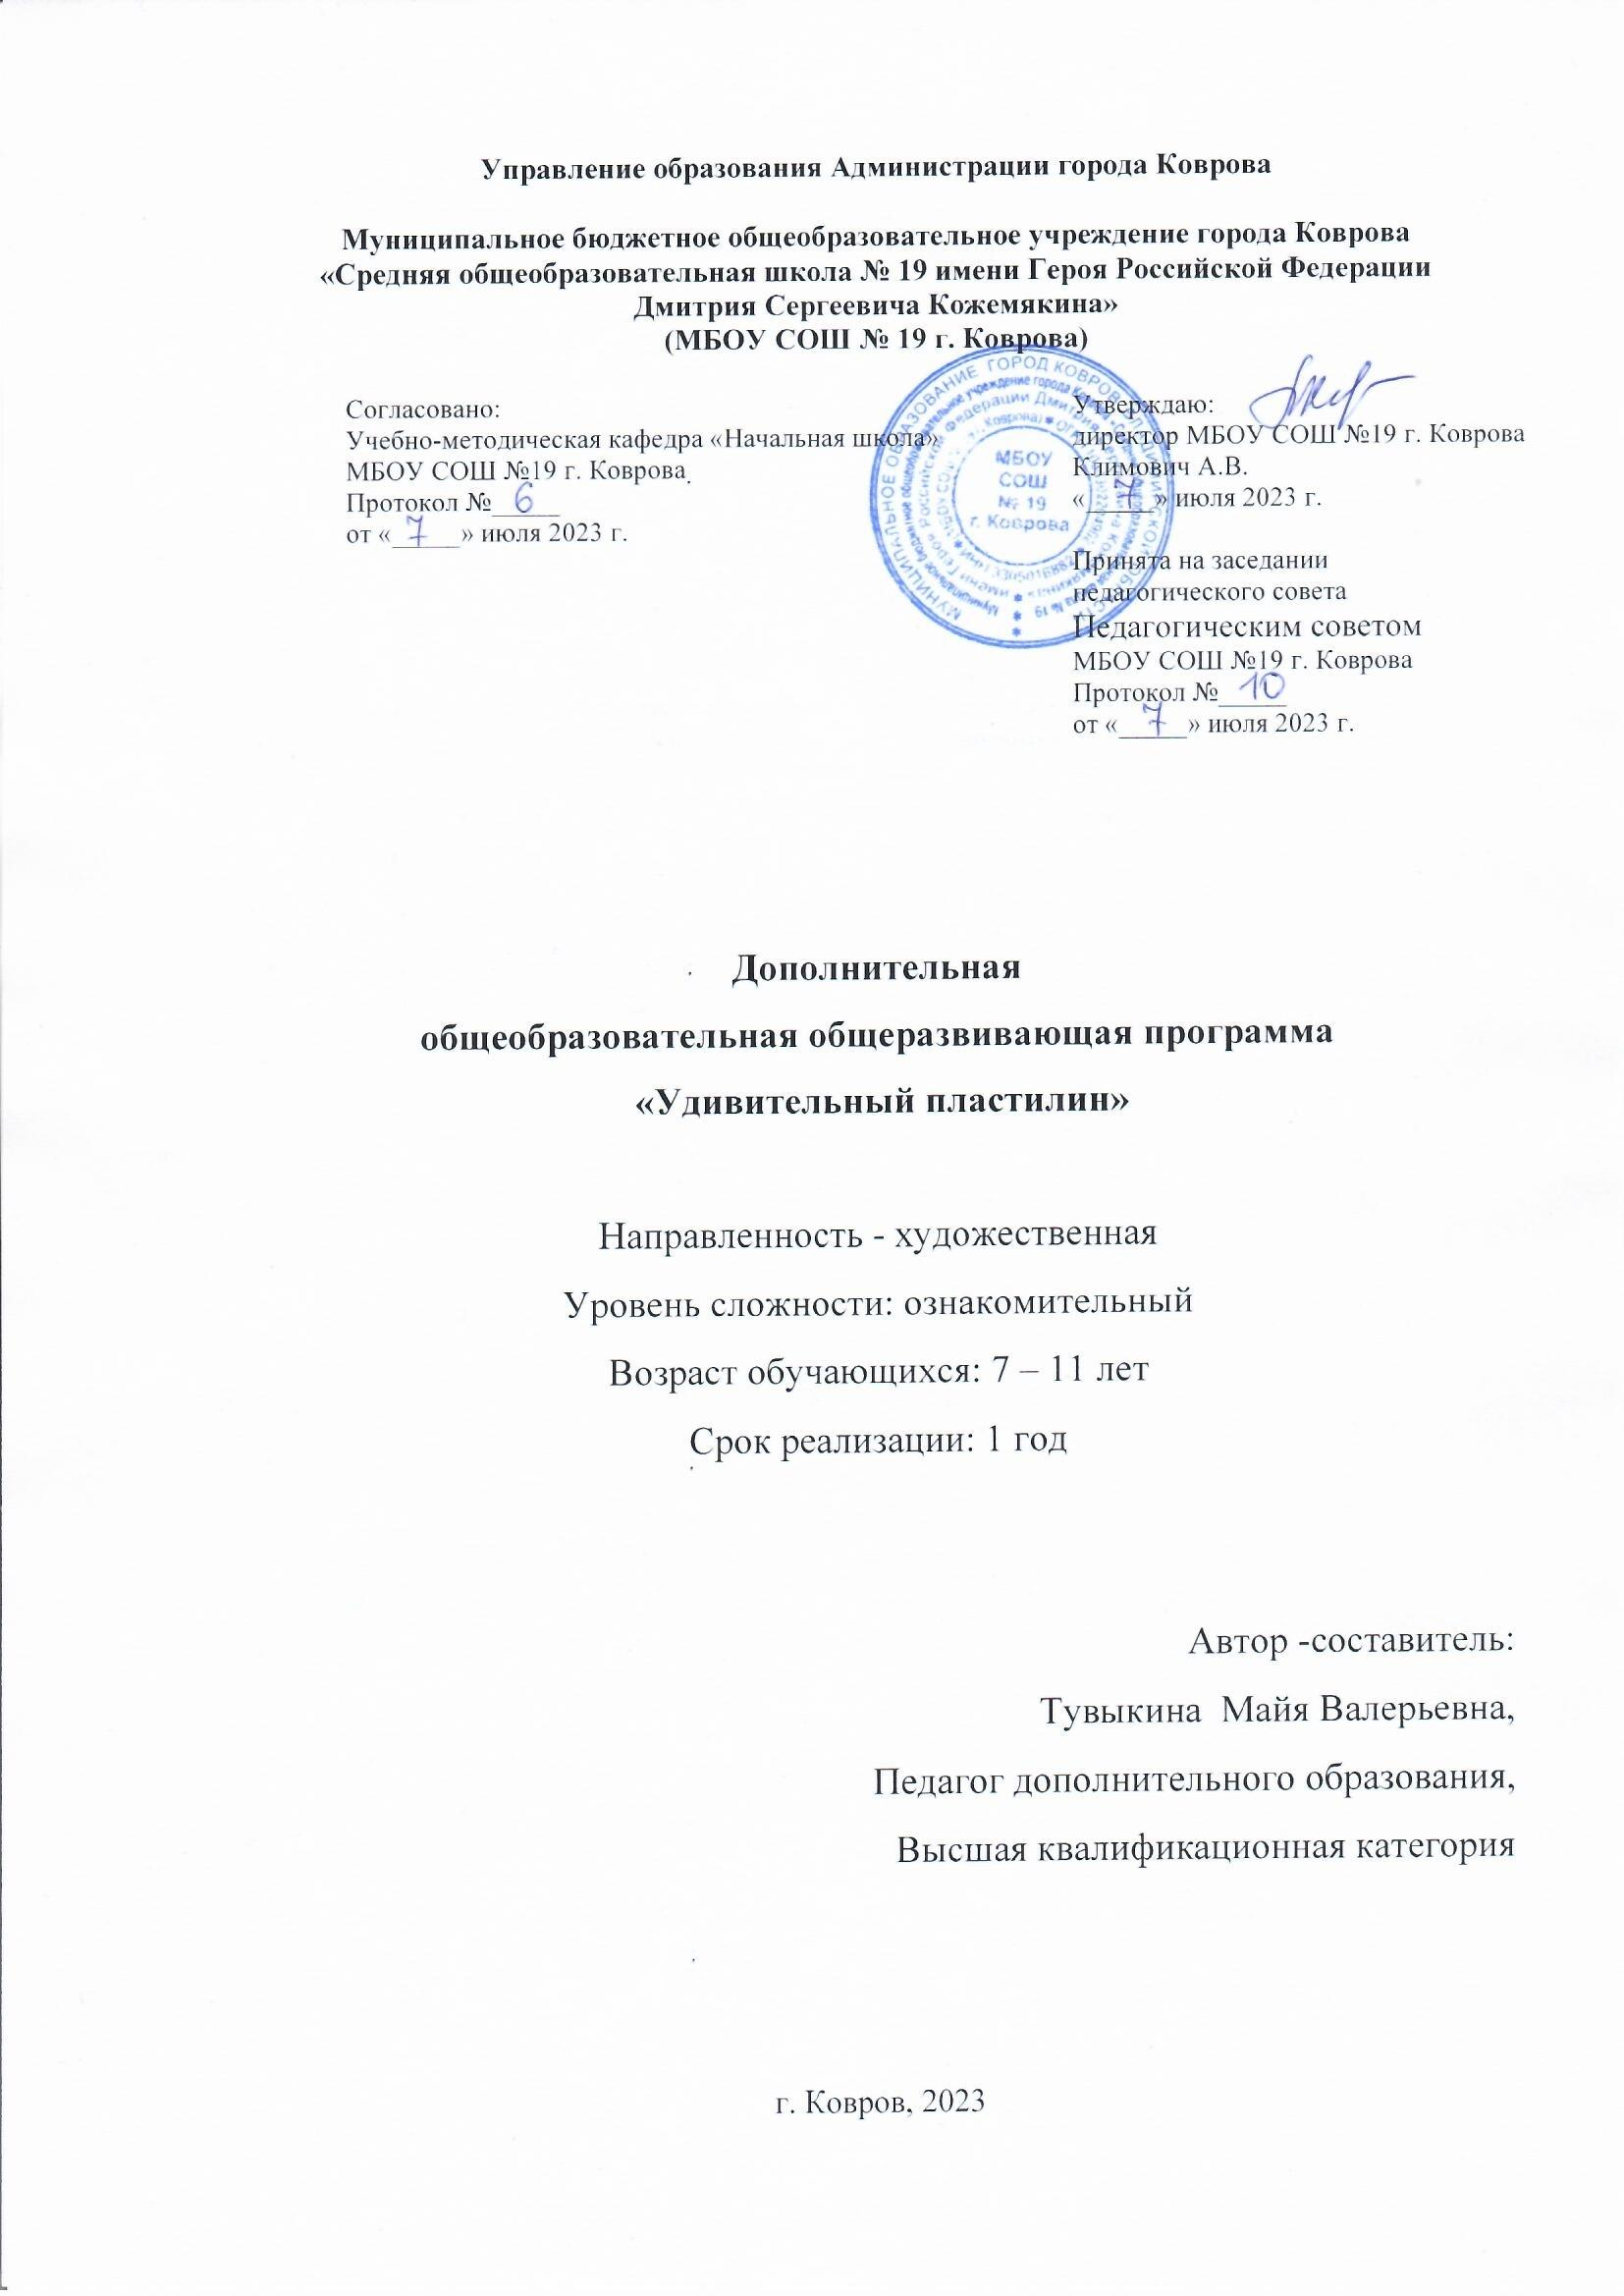 Управление образования Администрации города Коврова
Муниципальное бюджетное общеобразовательное учреждение города Коврова
«Средняя общеобразовательная школа № 19 имени Героя Российской Федерации
Дмитрия Сергеевича Кожемякина»
(МБОУ СОШ № 19 г. Коврова)
Согласовано:
Учебно-методическая кафедра «Начальная школа»
МБОУ СОШ №19 г. Коврова
Протокол № 6
от « 7 » июля 2023 г.
МБОУ
СОШ
№ 19
г. Коврова
Утверждаю:
директор МБОУ СОШ №19 г. Коврова
Климович А.В.
« 7 » июля 2023 г.
Принята на заседании
педагогического совета
Педагогическим советом
МБОУ СОШ №19 г. Коврова
Протокол № 10
от « 7 » июля 2023 г.
Дополнительная
общеобразовательная общеразвивающая программа
«Удивительный пластилин»
Направленность - художественная
Уровень сложности: ознакомительный
Возраст обучающихся: 7 – 11 лет
Срок реализации: 1 год
Автор -составитель:
Тувыкина Майя Валерьевна,
Педагог дополнительного образования,
Высшая квалификационная категория
г. Ковров, 2023